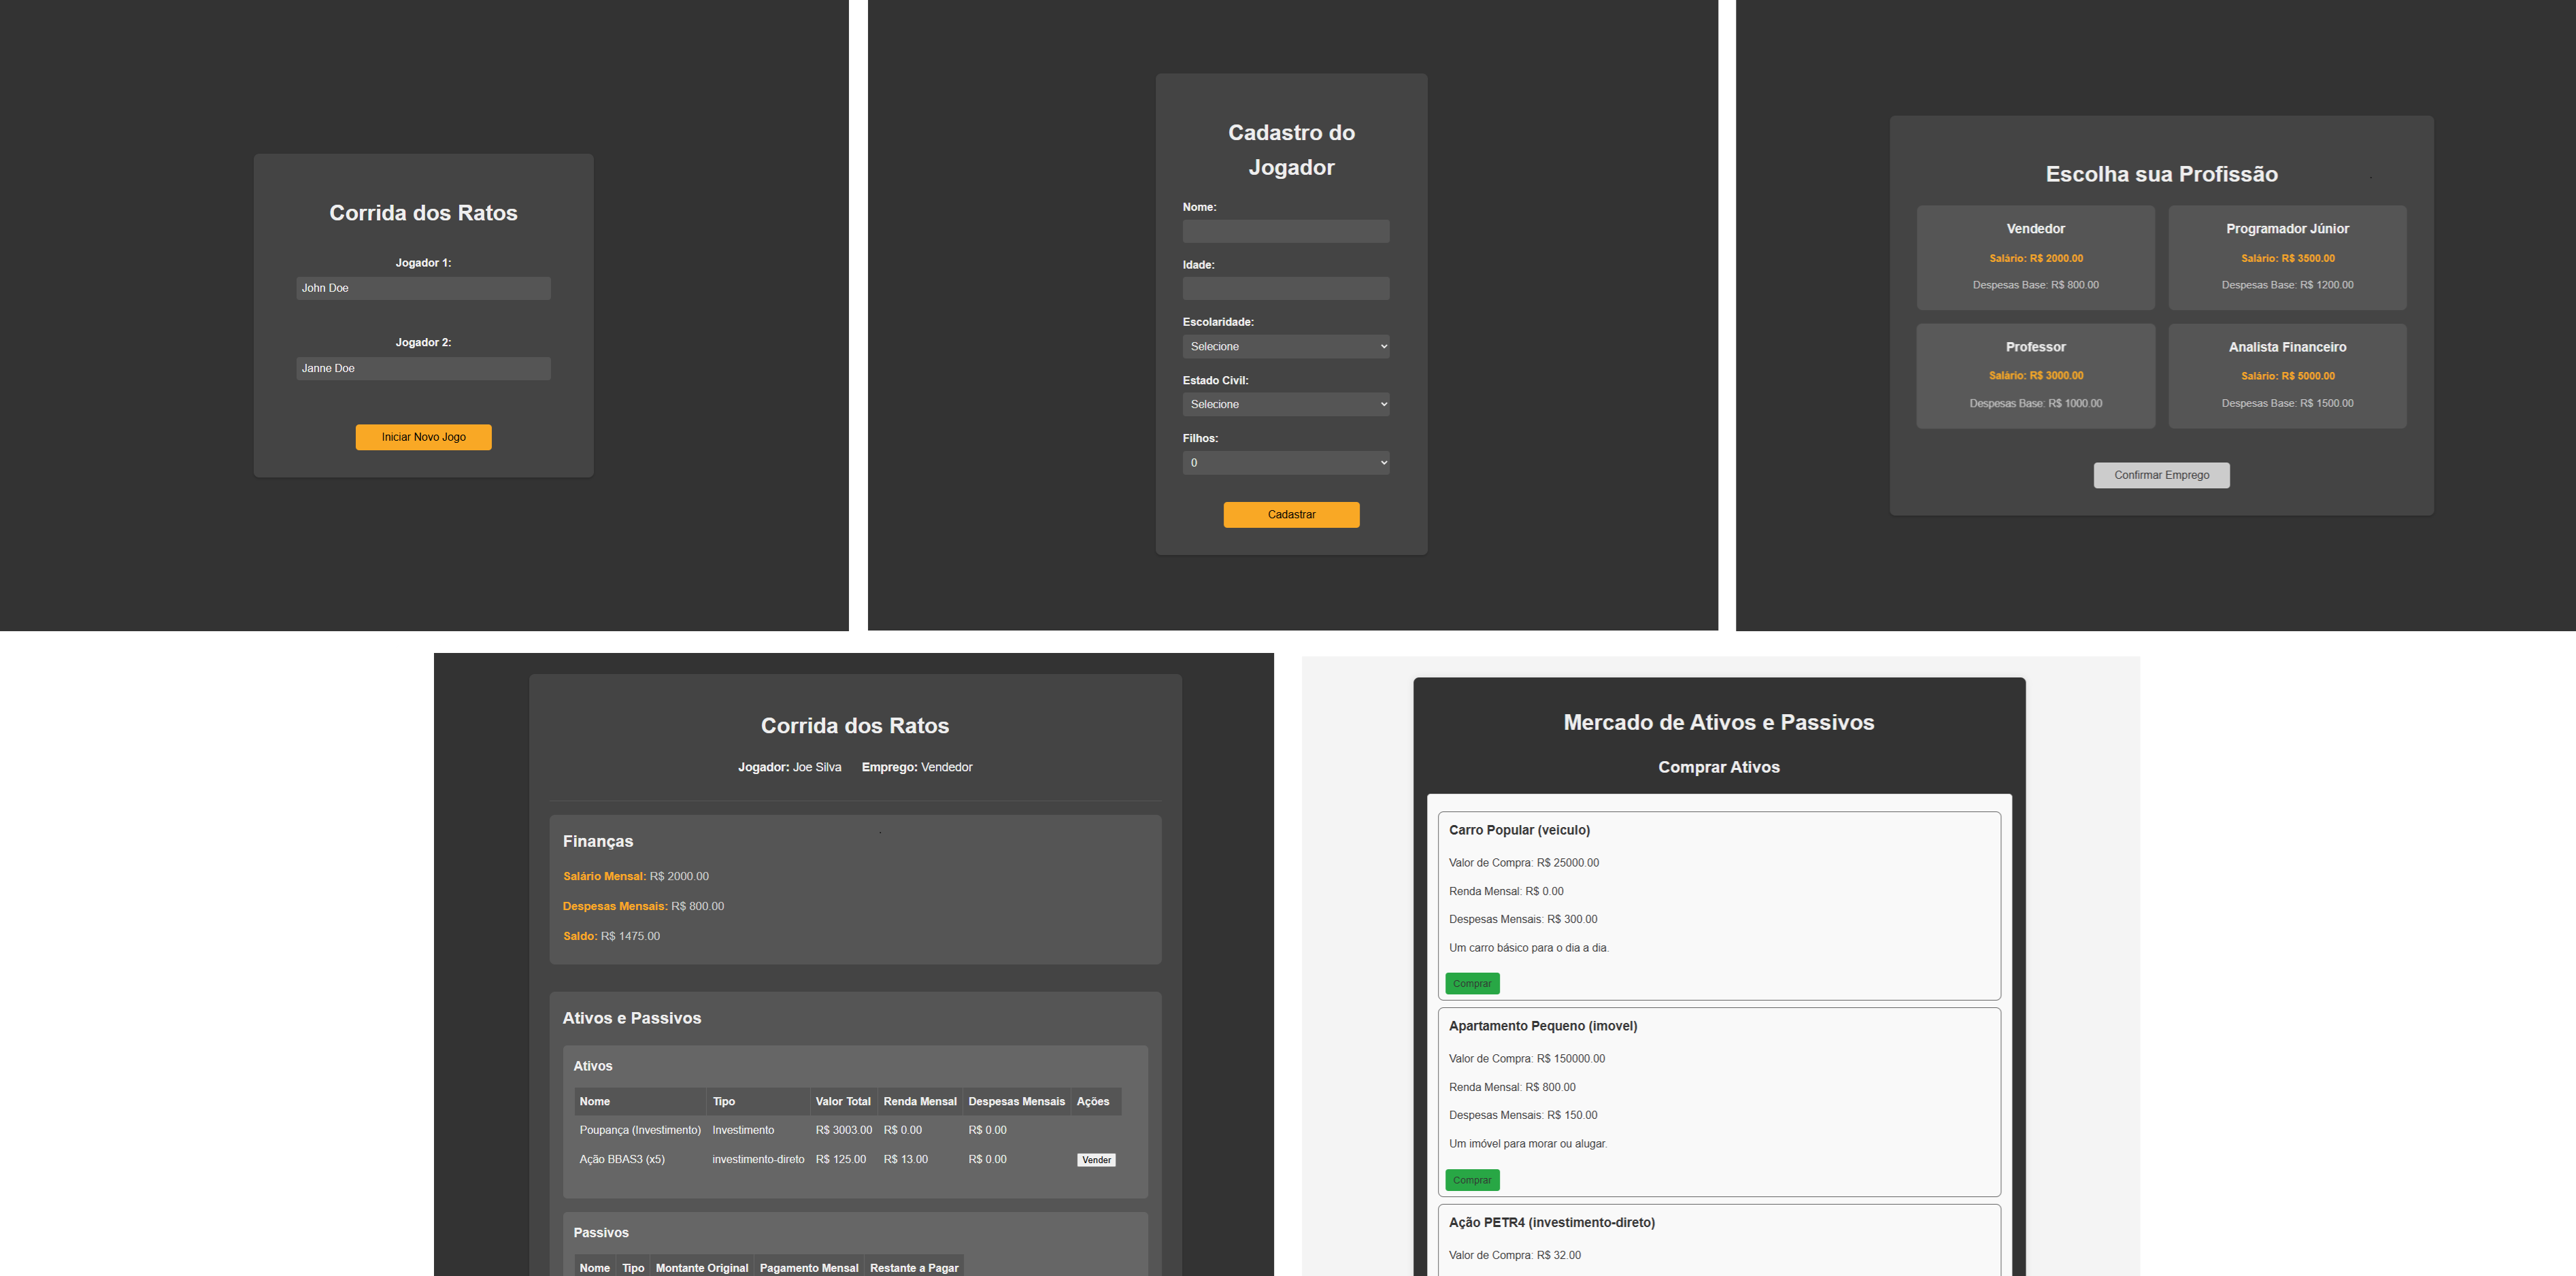 Corrida dos Ratos
Jogador 1:
John Doe
Jogador 2:
Janne Doe
Iniciar Novo Jogo
Cadastro do
Jogador
Nome:
Idade:
Escolaridade:
Selecione
Estado Civil:
Selecione
Filhos:
0
Cadastrar
Escolha sua Profissão
Vendedor
Salário: R$ 2000.00
Despesas Base: R$ 800.00
Programador Júnior
Salário: R$ 3500.00
Despesas Base: R$ 1200.00
Professor
Salário: R$ 3000.00
Despesas Base: R$ 1000.00
Analista Financeiro
Salário: R$ 5000.00
Despesas Base: R$ 1500.00
Confirmar Emprego
Corrida dos Ratos
Jogador: Joe Silva Emprego: Vendedor
Finanças
Salário Mensal: R$ 2000.00
Despesas Mensais: R$ 800.00
Saldo: R$ 1475.00
Ativos e Passivos
Ativos
Nome Tipo Valor Total Renda Mensal Despesas Mensais Ações
Poupança (Investimento) Investimento R$ 3003.00 R$ 0.00 R$ 0.00
Ação BBAS3 (x5) investimento-direto R$ 125.00 R$ 13.00 R$ 0.00 Vender
Passivos
Nome Tipo Montante Original Pagamento Mensal Restante a Pagar
Mercado de Ativos e Passivos
Comprar Ativos
Carro Popular (veiculo)
Valor de Compra: R$ 25000.00
Renda Mensal: R$ 0.00
Despesas Mensais: R$ 300.00
Um carro básico para o dia a dia.
Comprar
Apartamento Pequeno (imovel)
Valor de Compra: R$ 150000.00
Renda Mensal: R$ 800.00
Despesas Mensais: R$ 150.00
Um imóvel para morar ou alugar.
Comprar
Ação PETR4 (investimento-direto)
Valor de Compra: R$ 32.00